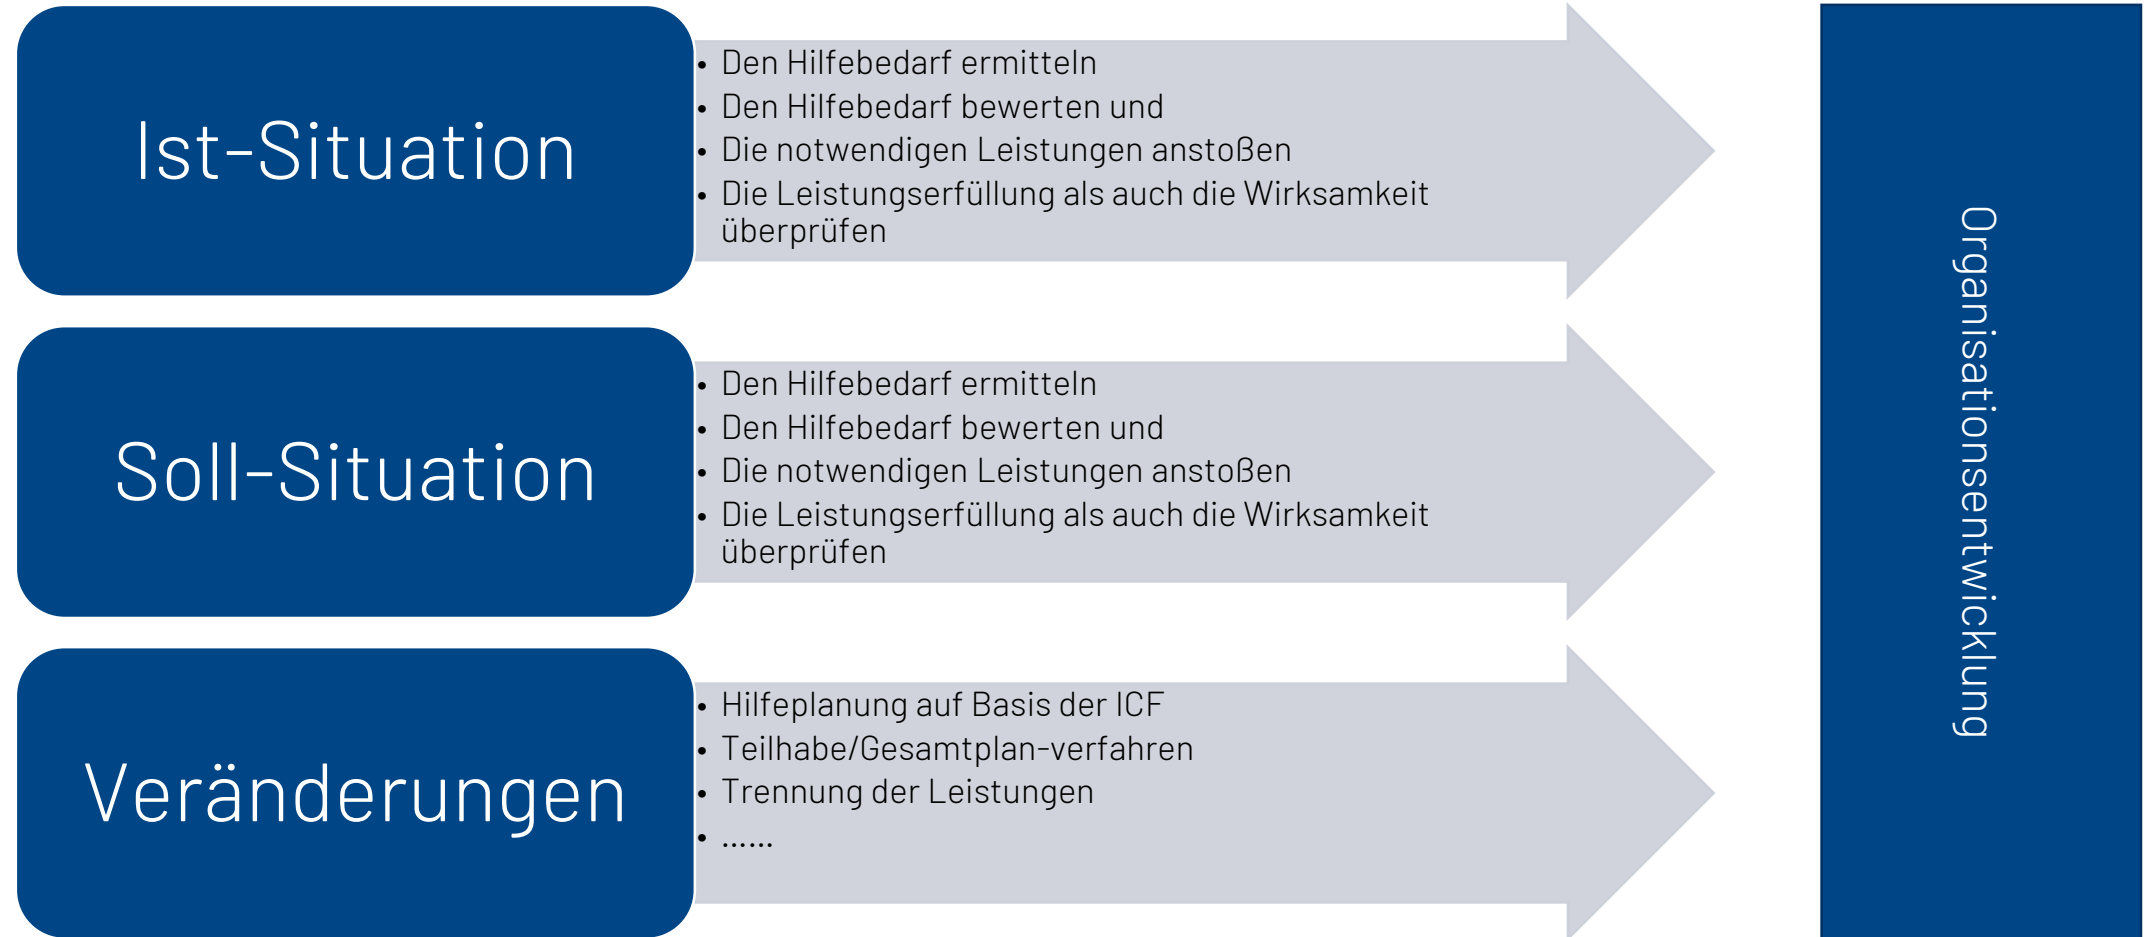 Ist-Situation
• Den Hilfebedarf ermitteln
• Den Hilfebedarf bewerten und
• Die notwendigen Leistungen anstoßen
• Die Leistungserfüllung als auch die Wirksamkeit
überprüfen
Soll-Situation
• Den Hilfebedarf ermitteln
• Den Hilfebedarf bewerten und
• Die notwendigen Leistungen anstoßen
• Die Leistungserfüllung als auch die Wirksamkeit
überprüfen
Veränderungen
• Hilfeplanung auf Basis der ICF
• Teilhabe/Gesamtplan-verfahren
• Trennung der Leistungen
• ......
Organisationsentwicklung